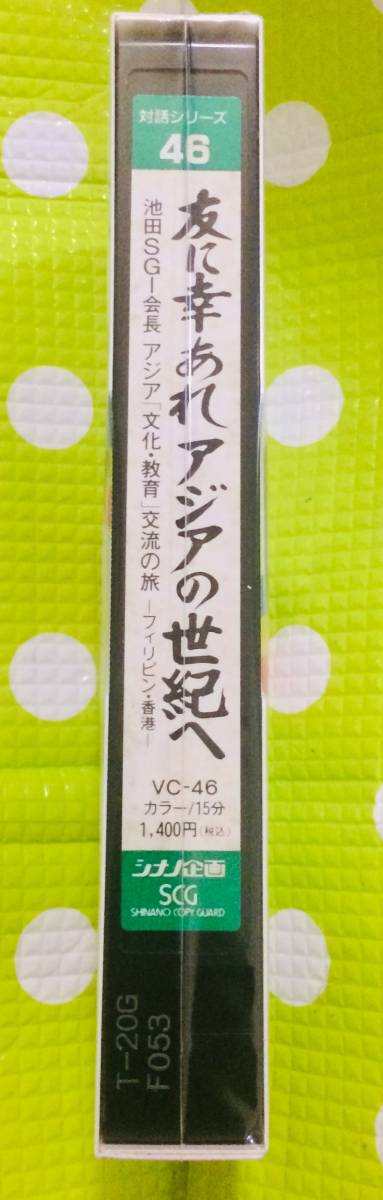 対話シリーズ
46
友に幸あれ アジアの世紀へ
池田SGI会長 アジア「文化・教育」交流の旅 ―フィリピン・香港―
VC-46
カラー/15分
1,400円(税込)
シナノ企画
SCG
SHINANO COPY GUARD
T-20G
F053